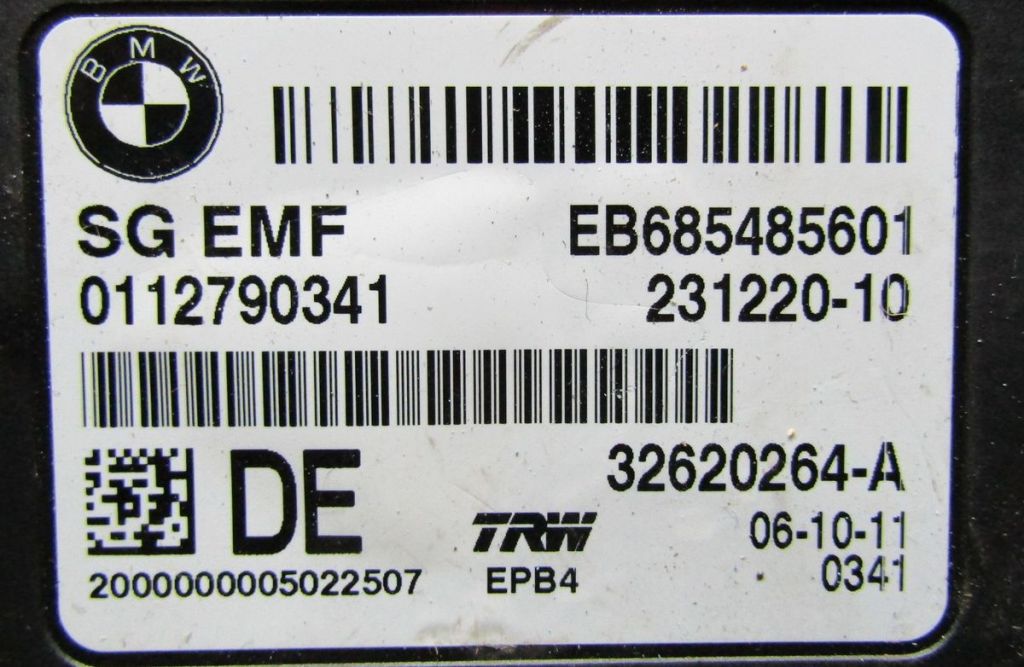 BMW
SG EMF EB685485601
0112790341 231220-10
DE 32620264-A
TRW 06-10-11
2000000005022507 EPB4 0341